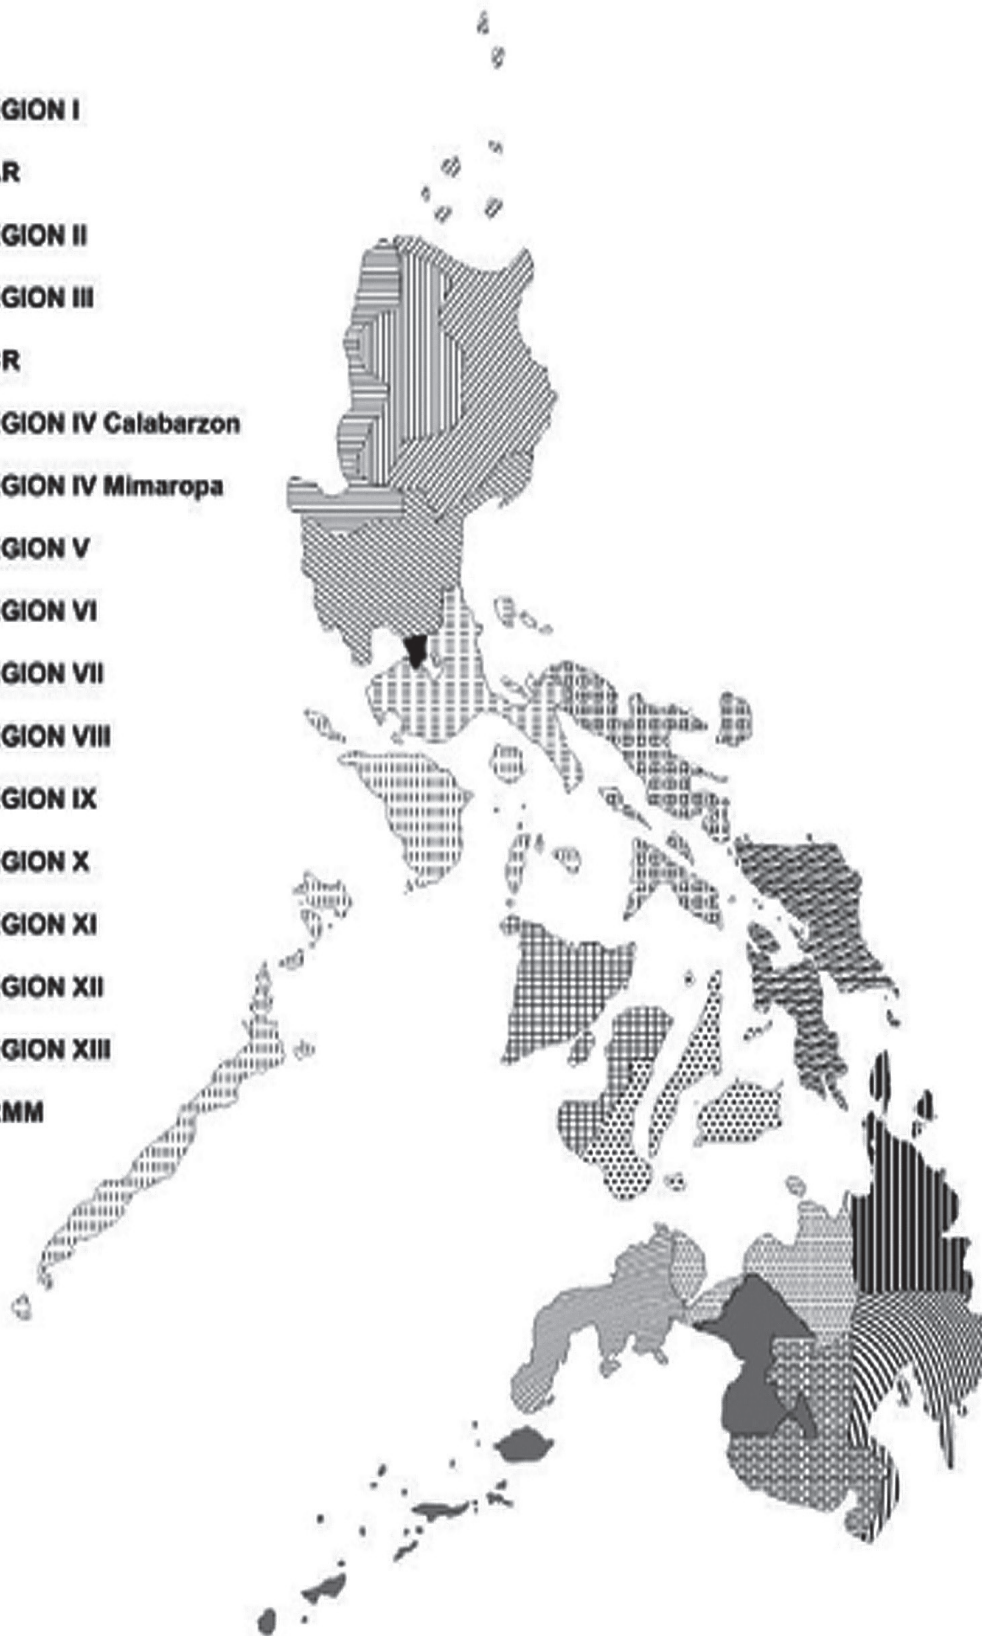 GION I
R
GION II
GION III
R
GION IV Calabarzon
GION IV Mimaropa
GION V
GION VI
GION VII
GION VIII
GION IX
GION X
GION XI
GION XII
GION XIII
MM